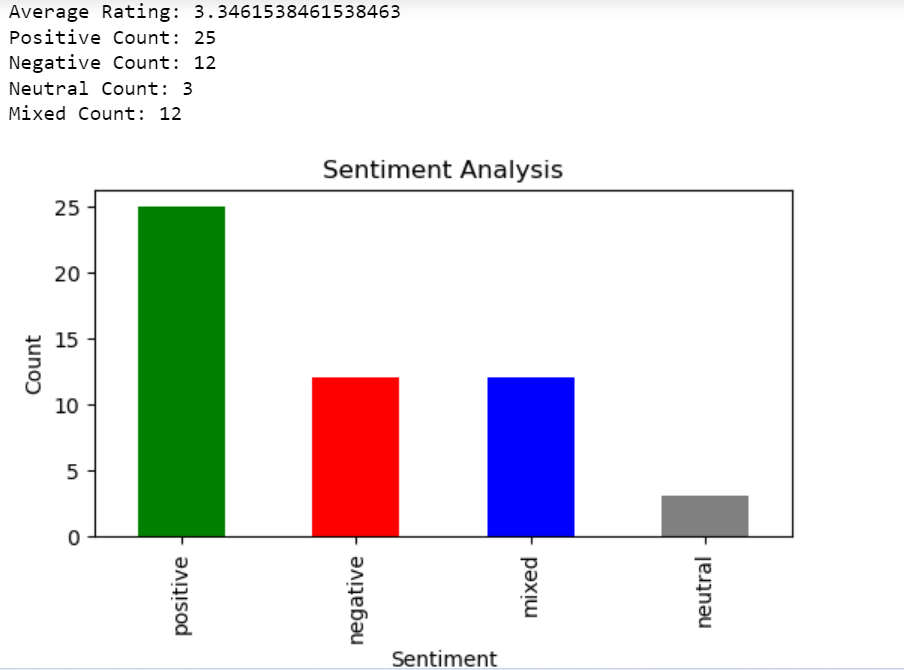 Average Rating: 3.3461538461538463
Positive Count: 25
Negative Count: 12
Neutral Count: 3
Mixed Count: 12
Sentiment Analysis
Count
25
20
15
10
5
0
positive
negative
mixed
neutral
Sentiment